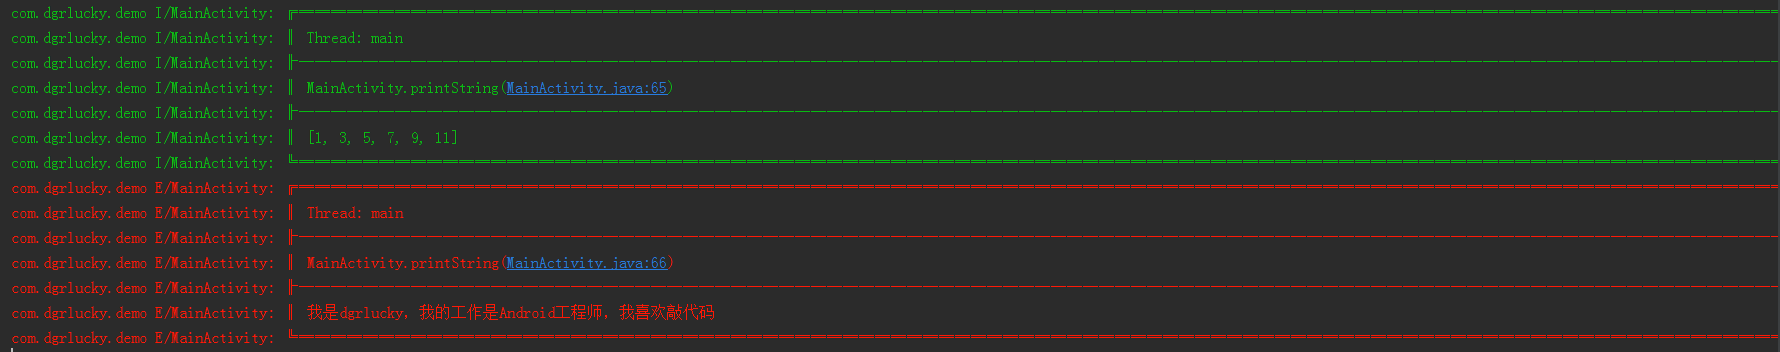 com.dgrlucky.demo I/MainActivity: ╔════════════════════════════════════════
com.dgrlucky.demo I/MainActivity: ║ Thread: main
com.dgrlucky.demo I/MainActivity: ╟────────────────────────────────────────
com.dgrlucky.demo I/MainActivity: ║ MainActivity.printString(MainActivity.java:65)
com.dgrlucky.demo I/MainActivity: ╟────────────────────────────────────────
com.dgrlucky.demo I/MainActivity: ║ [1, 3, 5, 7, 9, 11]
com.dgrlucky.demo I/MainActivity: ╚════════════════════════════════════════
com.dgrlucky.demo E/MainActivity: ╔════════════════════════════════════════
com.dgrlucky.demo E/MainActivity: ║ Thread: main
com.dgrlucky.demo E/MainActivity: ╟────────────────────────────────────────
com.dgrlucky.demo E/MainActivity: ║ MainActivity.printString(MainActivity.java:66)
com.dgrlucky.demo E/MainActivity: ╟────────────────────────────────────────
com.dgrlucky.demo E/MainActivity: ║ 我是dgrlucky, 我的工作是Android工程师, 我喜欢敲代码
com.dgrlucky.demo E/MainActivity: ╚════════════════════════════════════════